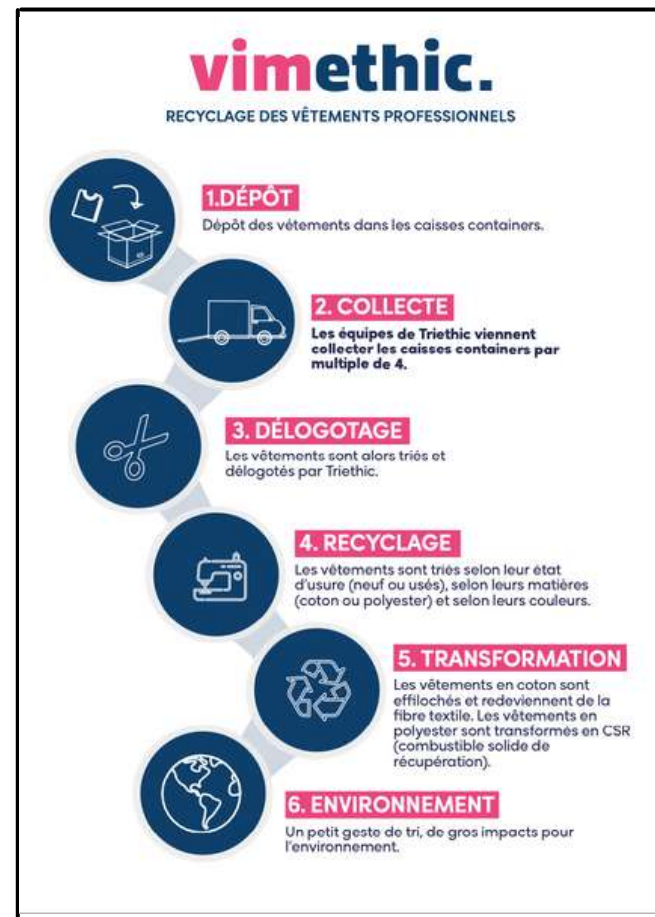 vimethic.
RECYCLAGE DES VÊTEMENTS PROFESSIONNELS
1.DÉPÔT
Dépôt des vétements dans les caisses containers.
2. COLLECTE
Les équipes de Triethic viennent
collecter les caisses containers par
multiple de 4.
3. DÉLOGOTAGE
Les vêtements sont alors triés et
délogotés par Triethic.
4. RECYCLAGE
Les vêtements sont triés selon leur état
d'usure (neuf ou usés), selon leurs matières
(coton ou polyester) et selon leurs couleurs.
5. TRANSFORMATION
Les vêtements en coton sont
effilochés et redeviennent de la
fibre textile. Les vêtements en
polyester sont transformés en CSR
(combustible solide de
récupération).
6. ENVIRONNEMENT
Un petit geste de tri, de gros impacts pour
l'environnement.